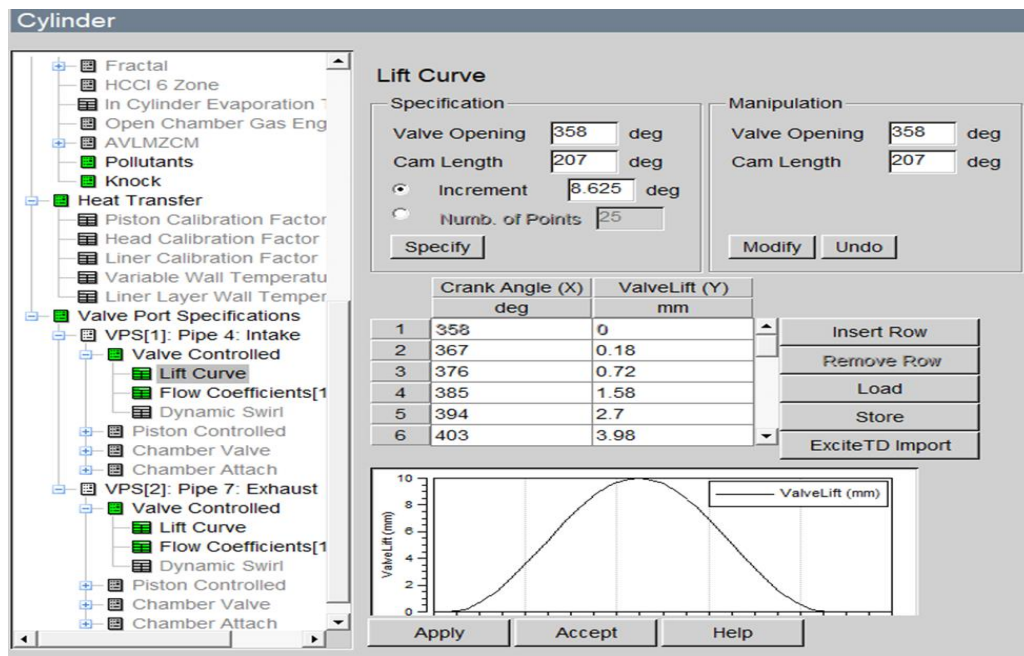 Cylinder
Fractal
HCCI 6 Zone
In Cylinder Evaporation
Open Chamber Gas Eng
AVLMZCM
Pollutants
Knock
Heat Transfer
Piston Calibration Factor
Head Calibration Factor
Liner Calibration Factor
Variable Wall Temperatu
Liner Layer Wall Temper
Valve Port Specifications
VPS[1]: Pipe 4: Intake
Valve Controlled
Lift Curve
Flow Coefficients[1
Dynamic Swirl
Piston Controlled
Chamber Valve
Chamber Attach
VPS[2]: Pipe 7: Exhaust
Valve Controlled
Lift Curve
Flow Coefficients[1
Dynamic Swirl
Piston Controlled
Chamber Valve
Chamber Attach
Lift Curve
Specification
Valve Opening 358 deg
Cam Length 207 deg
Increment 8.625 deg
Numb. of Points 25
Specify
Manipulation
Valve Opening 358 deg
Cam Length 207 deg
Modify Undo
Crank Angle (X) ValveLift (Y)
deg mm
1 358 0
2 367 0.18
3 376 0.72
4 385 1.58
5 394 2.7
6 403 3.98
Insert Row
Remove Row
Load
Store
ExciteTD Import
ValveLift (mm)
10
8
6
4
2
0
ValveLift (mm)
Apply Accept Help